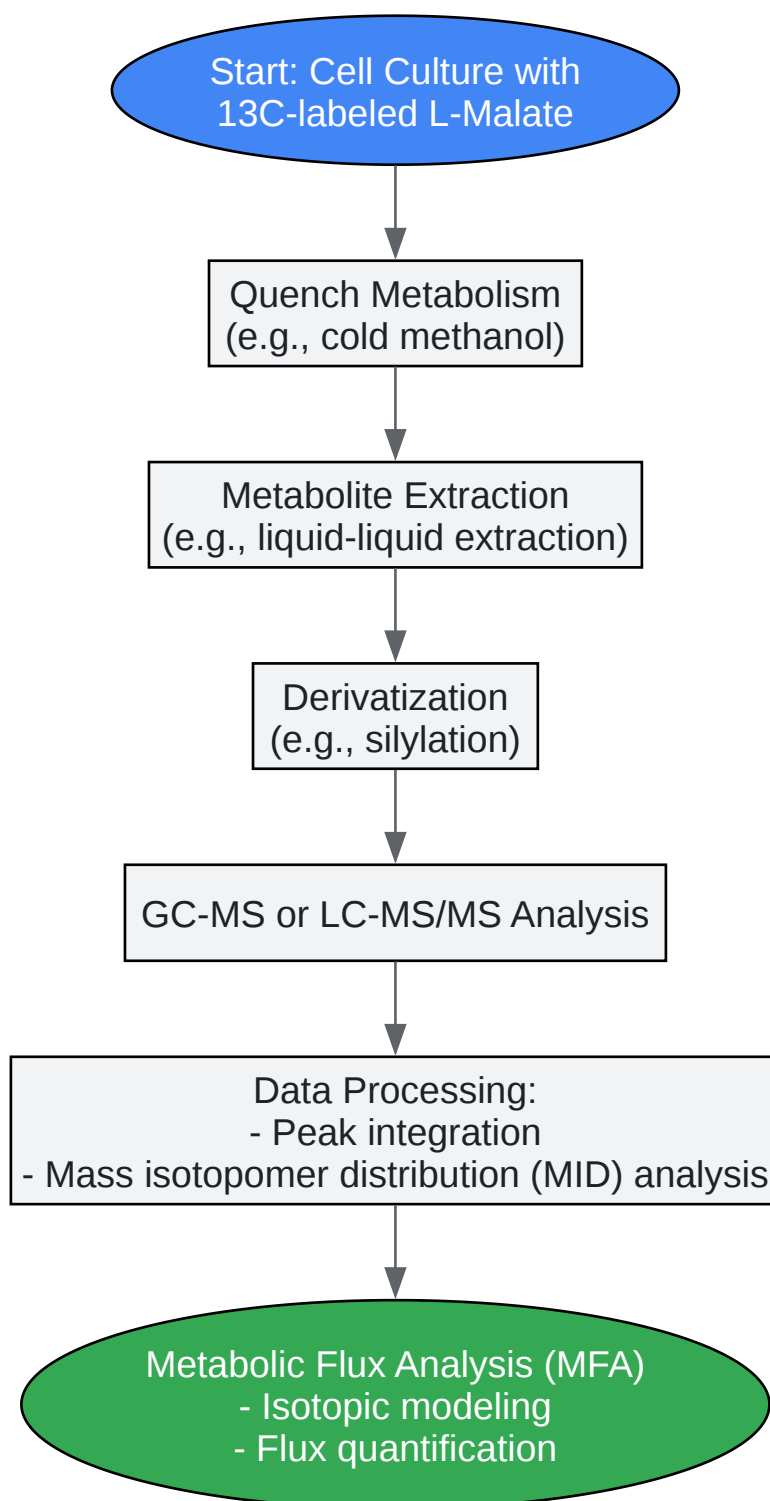 Start: Cell Culture with
13C-labeled L-Malate
Quench Metabolism
(e.g., cold methanol)
Metabolite Extraction
(e.g., liquid-liquid extraction)
Derivatization
(e.g., silylation)
GC-MS or LC-MS/MS Analysis
Data Processing:
- Peak integration
- Mass isotopomer distribution (MID) analysis
Metabolic Flux Analysis (MFA)
- Isotopic modeling
- Flux quantification